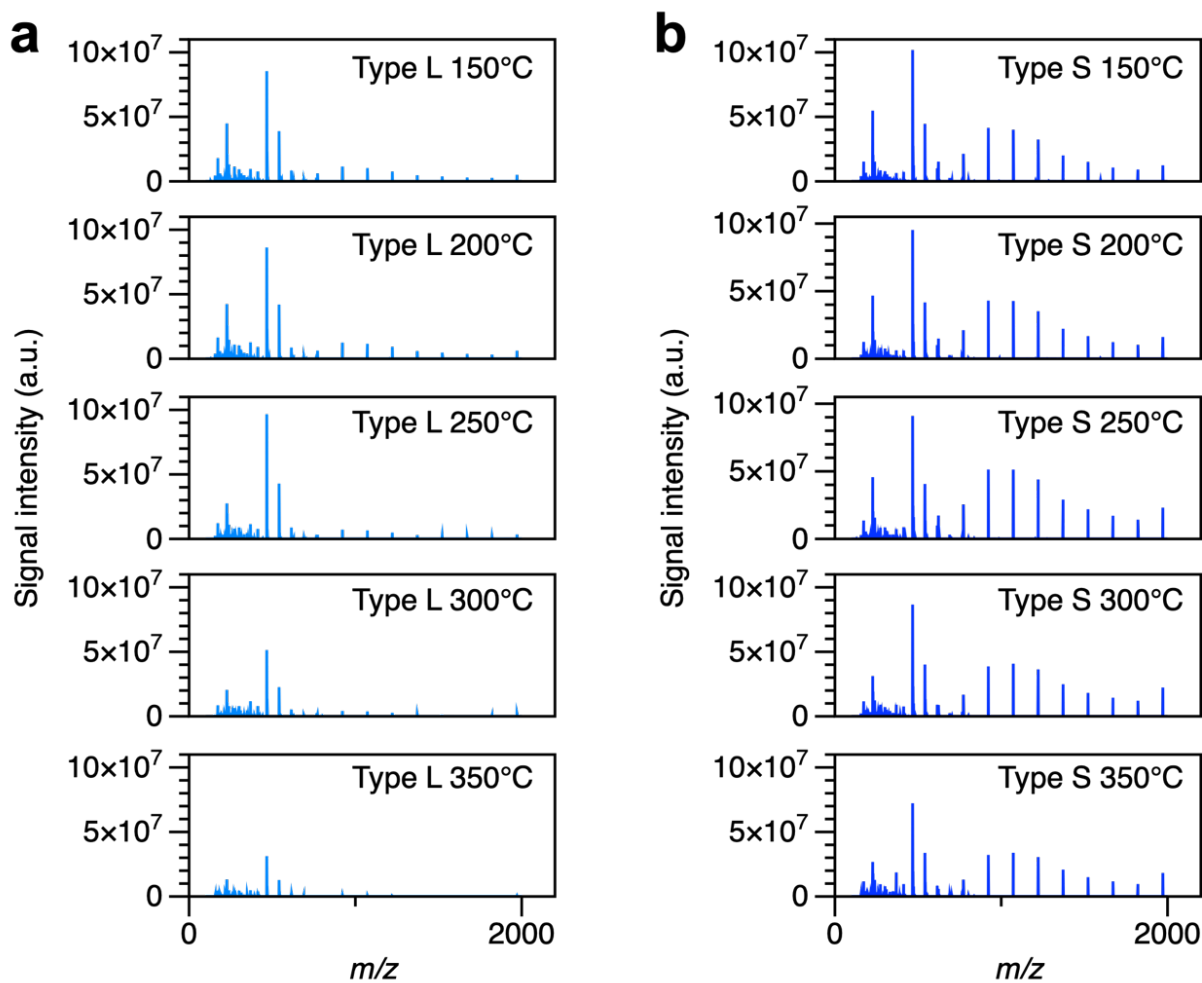 a
Signal intensity (a.u.)
10×10⁷
5×10⁷
0
Type L 150°C
10×10⁷
5×10⁷
0
Type L 200°C
10×10⁷
5×10⁷
0
Type L 250°C
10×10⁷
5×10⁷
0
Type L 300°C
10×10⁷
5×10⁷
0
Type L 350°C
0
2000
m/z
b
Signal intensity (a.u.)
10×10⁷
5×10⁷
0
Type S 150°C
10×10⁷
5×10⁷
0
Type S 200°C
10×10⁷
5×10⁷
0
Type S 250°C
10×10⁷
5×10⁷
0
Type S 300°C
10×10⁷
5×10⁷
0
Type S 350°C
0
2000
m/z